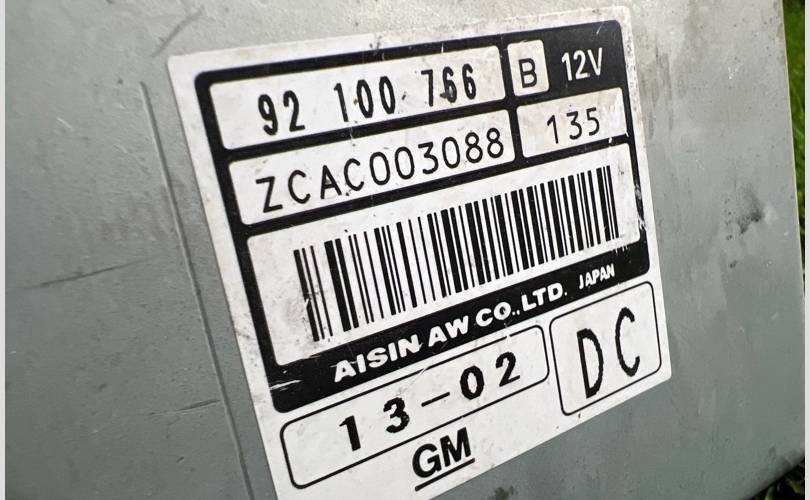 92 100 766 B 12V
ZCAC003088 135
AISIN AW CO.,LTD. JAPAN
13-02 DC
GM